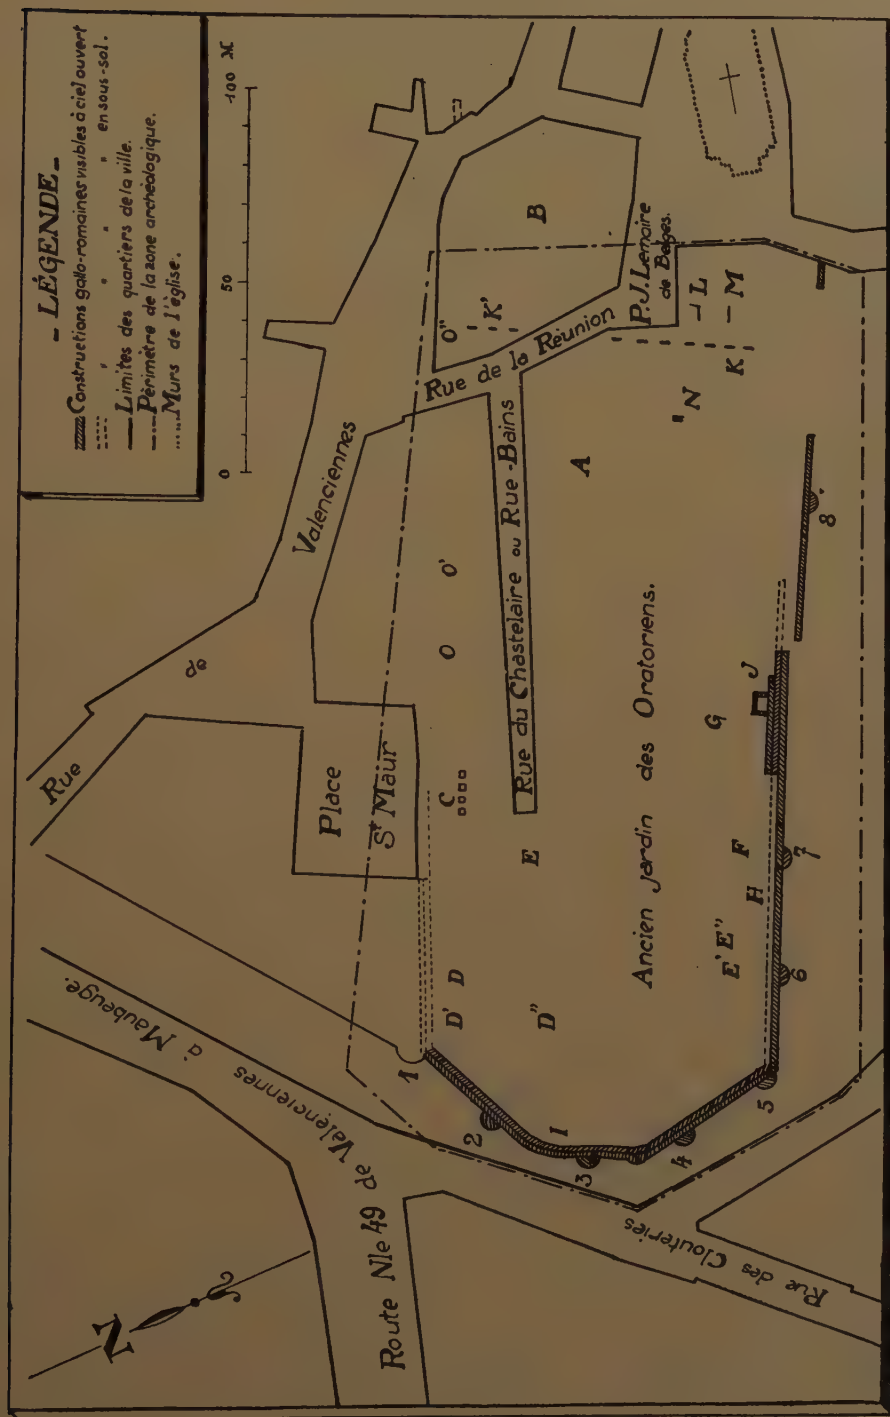 - LÉGENDE -
Constructions gallo-romaines visibles à ciel ouvert
" " " " en sous-sol.
Limites des quartiers de la ville.
Périmètre de la zone archéologique.
Murs de l'église.
0 50 100 M
Rue de Valenciennes
Place
St Maur
Route Nle 49 de Valenciennes à Maubeuge.
Rue des Clouteries
Rue du Chastelaire ou Rue-Bains
Rue de la Réunion
P. J. Lemaire
de Belges.
Ancien jardin des Oratoriens.
N
S
A
B
C
D' D
D"
E
E' E"
F
G
H
I
J
K
K'
L
M
N
O O'
O"
1
2
3
4
5
6
7
8